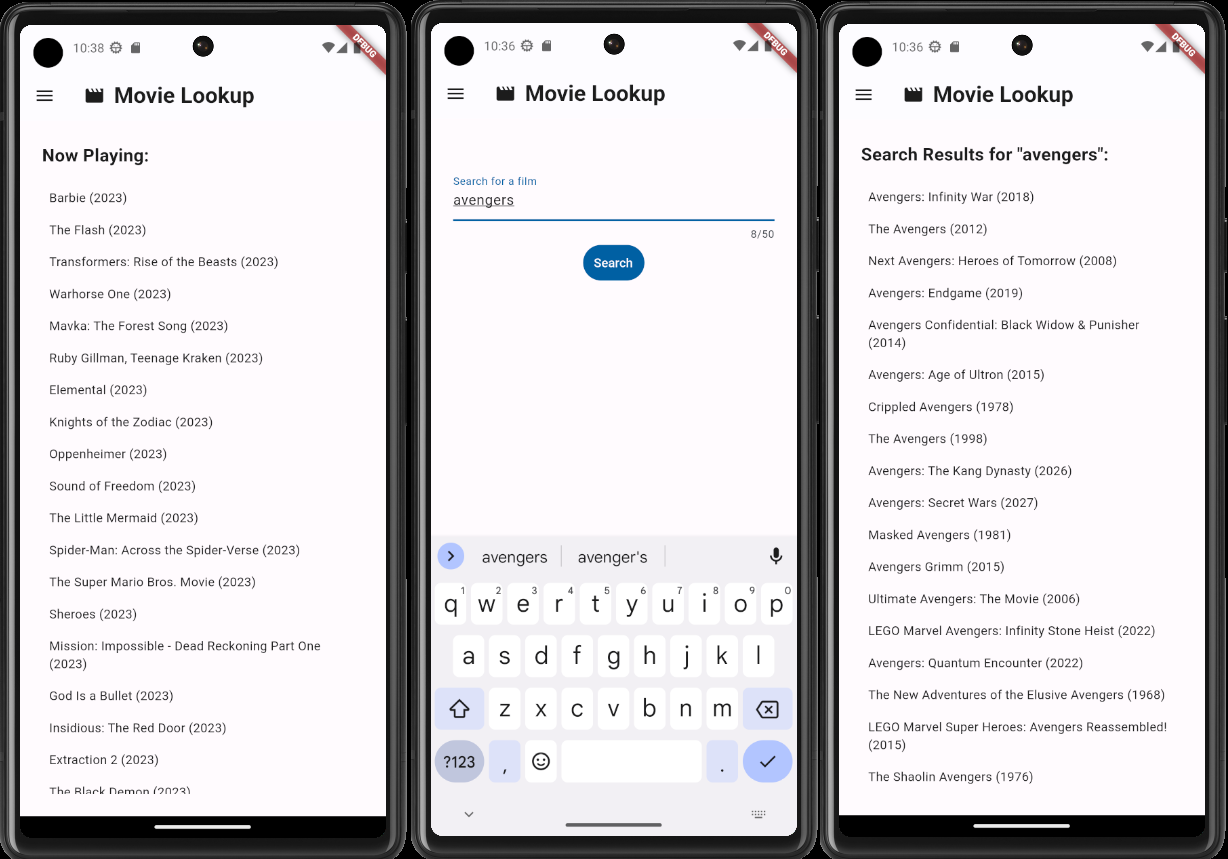 10:38
DEBUG
Movie Lookup
Now Playing:
Barbie (2023)
The Flash (2023)
Transformers: Rise of the Beasts (2023)
Warhorse One (2023)
Mavka: The Forest Song (2023)
Ruby Gillman, Teenage Kraken (2023)
Elemental (2023)
Knights of the Zodiac (2023)
Oppenheimer (2023)
Sound of Freedom (2023)
The Little Mermaid (2023)
Spider-Man: Across the Spider-Verse (2023)
The Super Mario Bros. Movie (2023)
Sheroes (2023)
Mission: Impossible - Dead Reckoning Part One
(2023)
God Is a Bullet (2023)
Insidious: The Red Door (2023)
Extraction 2 (2023)
The Black Demon (2023)
10:36
DEBUG
Movie Lookup
Search for a film
avengers
8/50
Search
avengers avenger's
q1 w2 e3 r4 t5 y6 u7 i8 o9 p0
a s d f g h j k l
z x c v b n m
?123 , .
10:36
DEBUG
Movie Lookup
Search Results for "avengers":
Avengers: Infinity War (2018)
The Avengers (2012)
Next Avengers: Heroes of Tomorrow (2008)
Avengers: Endgame (2019)
Avengers Confidential: Black Widow & Punisher
(2014)
Avengers: Age of Ultron (2015)
Crippled Avengers (1978)
The Avengers (1998)
Avengers: The Kang Dynasty (2026)
Avengers: Secret Wars (2027)
Masked Avengers (1981)
Avengers Grimm (2015)
Ultimate Avengers: The Movie (2006)
LEGO Marvel Avengers: Infinity Stone Heist (2022)
Avengers: Quantum Encounter (2022)
The New Adventures of the Elusive Avengers (1968)
LEGO Marvel Super Heroes: Avengers Reassembled!
(2015)
The Shaolin Avengers (1976)